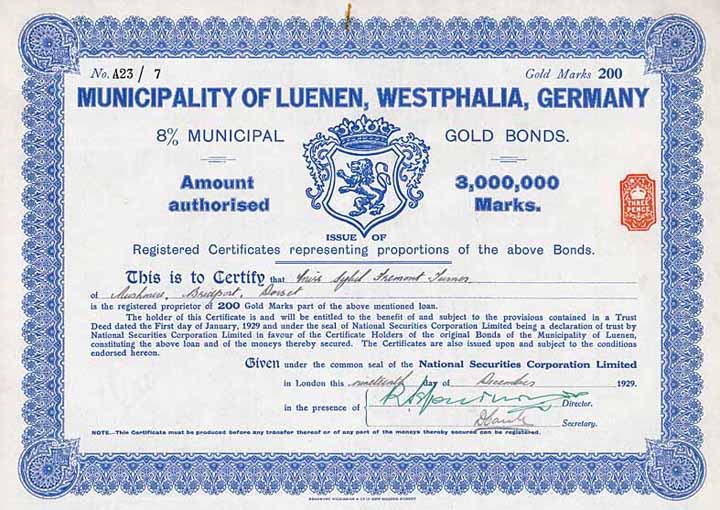 No. A23 / 7 Gold Marks 200
MUNICIPALITY OF LUENEN, WESTPHALIA, GERMANY
8% MUNICIPAL GOLD BONDS.
Amount authorised 3,000,000 Marks.
THREE PENCE
ISSUE OF
Registered Certificates representing proportions of the above Bonds.
This is to Certify that Miss Sybil Fremont Turner
of Bridport, Dorset
is the registered proprietor of 200 Gold Marks part of the above mentioned loan.
The holder of this Certificate is and will be entitled to the benefit of and subject to the provisions contained in a Trust
Deed dated the First day of January, 1929 and under the seal of National Securities Corporation Limited being a declaration of trust by
National Securities Corporation Limited in favour of the Certificate Holders of the original Bonds of the Municipality of Luenen,
constituting the above loan and of the moneys thereby secured. The Certificates are also issued upon and subject to the conditions
endorsed hereon.
Given under the common seal of the National Securities Corporation Limited
in London this nineteenth day of December 1929.
in the presence of
Director.
Secretary.
NOTE.—This Certificate must be produced before any transfer thereof or of any part of the moneys thereby secured can be registered.